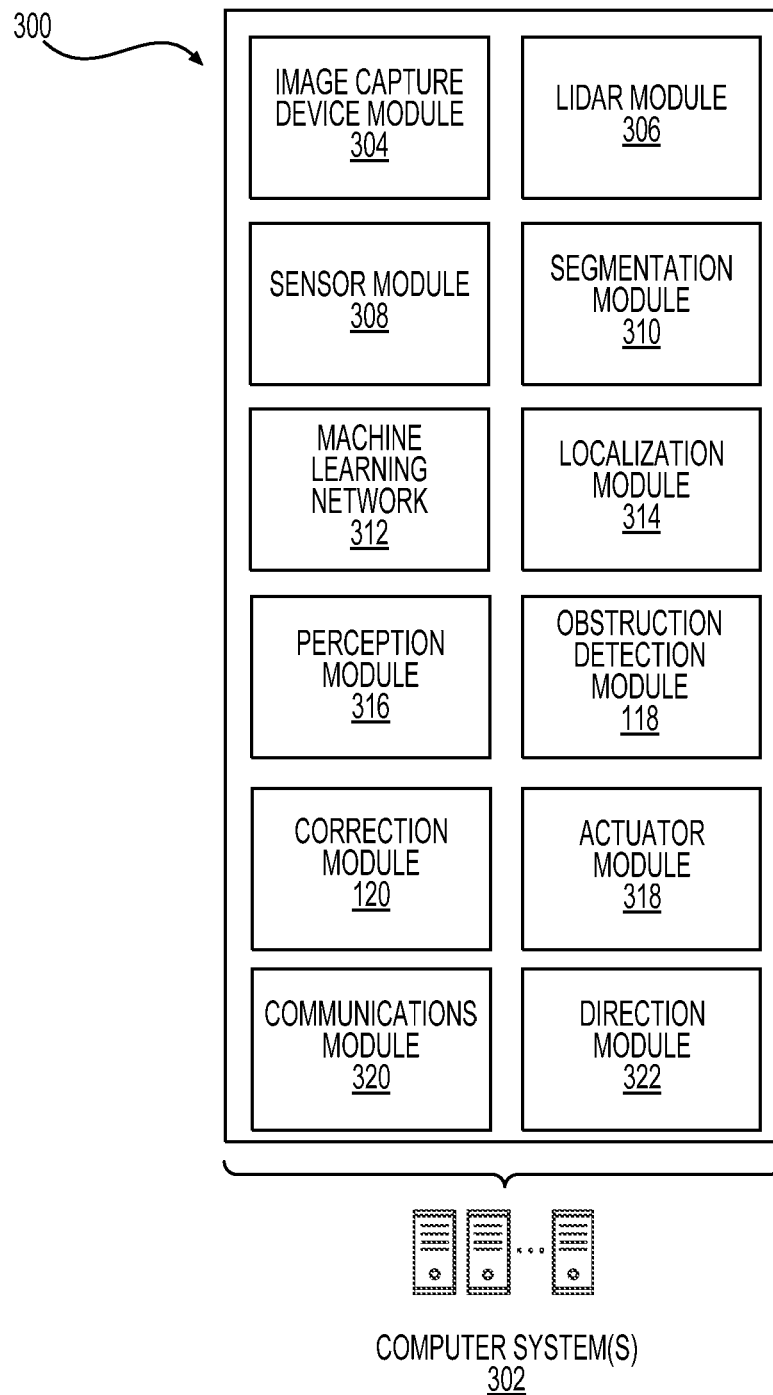 300
IMAGE CAPTURE
DEVICE MODULE
304
LIDAR MODULE
306
SENSOR MODULE
308
SEGMENTATION
MODULE
310
MACHINE
LEARNING
NETWORK
312
LOCALIZATION
MODULE
314
PERCEPTION
MODULE
316
OBSTRUCTION
DETECTION
MODULE
118
CORRECTION
MODULE
120
ACTUATOR
MODULE
318
COMMUNICATIONS
MODULE
320
DIRECTION
MODULE
322
COMPUTER SYSTEM(S)
302